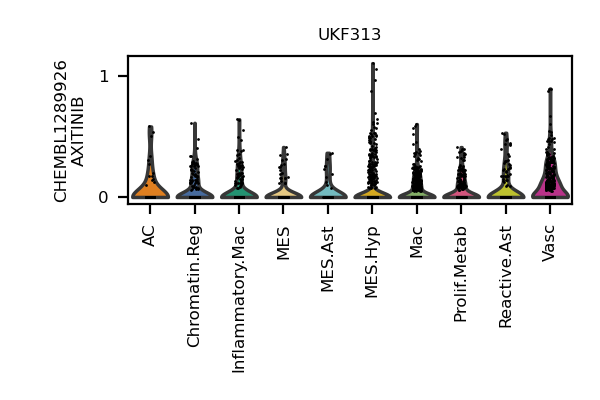 UKF313
CHEMBL1289926
AXITINIB
1
0
AC
Chromatin.Reg
Inflammatory.Mac
MES
MES.Ast
MES.Hyp
Mac
Prolif.Metab
Reactive.Ast
Vasc